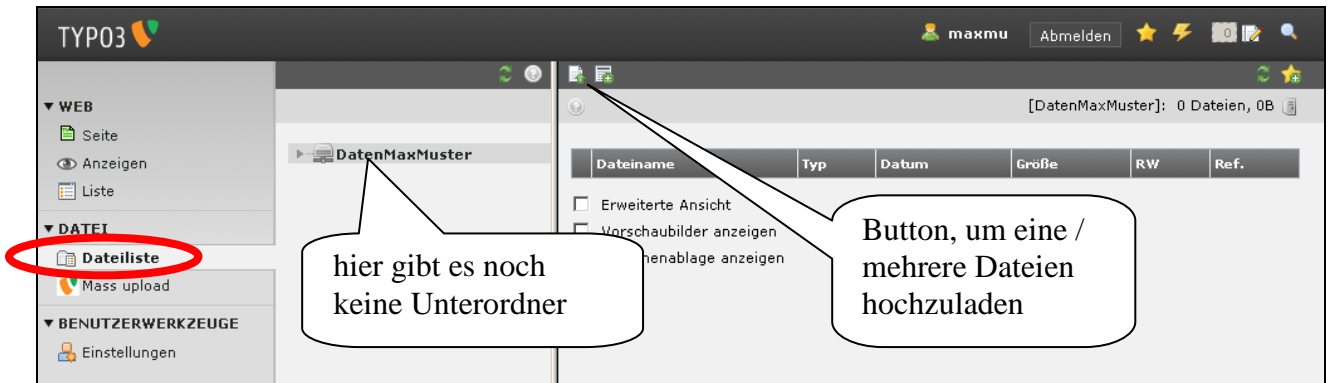 TYPO3
maxmu Abmelden 0
[DatenMaxMuster]: 0 Dateien, 0B
WEB
Seite
Anzeigen
Liste
DATEI
Dateiliste
Mass upload
BENUTZERWERKZEUGE
Einstellungen
DatenMaxMuster
hier gibt es noch
keine Unterordner
Dateiname Typ Datum Größe RW Ref.
Erweiterte Ansicht
Vorschaubilder anzeigen
henablage anzeigen
Button, um eine /
mehrere Dateien
hochzuladen